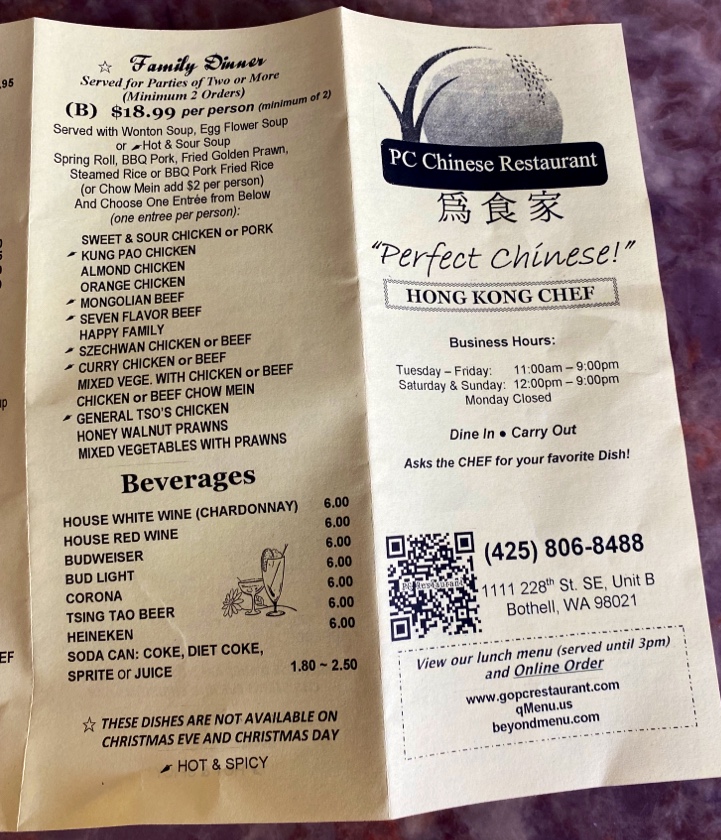 .95
up
EF
☆ Family Dinner
Served for Parties of Two or More
(Minimum 2 Orders)
(B) $18.99 per person (minimum of 2)
Served with Wonton Soup, Egg Flower Soup
or Hot & Sour Soup
Spring Roll, BBQ Pork, Fried Golden Prawn,
Steamed Rice or BBQ Pork Fried Rice
(or Chow Mein add $2 per person)
And Choose One Entrée from Below
(one entree per person):
SWEET & SOUR CHICKEN or PORK
KUNG PAO CHICKEN
ALMOND CHICKEN
ORANGE CHICKEN
MONGOLIAN BEEF
SEVEN FLAVOR BEEF
HAPPY FAMILY
SZECHWAN CHICKEN or BEEF
CURRY CHICKEN or BEEF
MIXED VEGE. WITH CHICKEN or BEEF
CHICKEN or BEEF CHOW MEIN
GENERAL TSO'S CHICKEN
HONEY WALNUT PRAWNS
MIXED VEGETABLES WITH PRAWNS
Beverages
HOUSE WHITE WINE (CHARDONNAY) 6.00
HOUSE RED WINE 6.00
BUDWEISER 6.00
BUD LIGHT 6.00
CORONA 6.00
TSING TAO BEER 6.00
HEINEKEN 6.00
SODA CAN: COKE, DIET COKE,
SPRITE or JUICE 1.80 ~ 2.50
☆ THESE DISHES ARE NOT AVAILABLE ON
CHRISTMAS EVE AND CHRISTMAS DAY
HOT & SPICY
PC Chinese Restaurant
爲食家
"Perfect Chinese!"
HONG KONG CHEF
Business Hours:
Tuesday – Friday: 11:00am – 9:00pm
Saturday & Sunday: 12:00pm – 9:00pm
Monday Closed
Dine In ● Carry Out
Asks the CHEF for your favorite Dish!
PC Restaurant
(425) 806-8488
1111 228th St. SE, Unit B
Bothell, WA 98021
View our lunch menu (served until 3pm)
and Online Order
www.gopcrestaurant.com
qMenu.us
beyondmenu.com